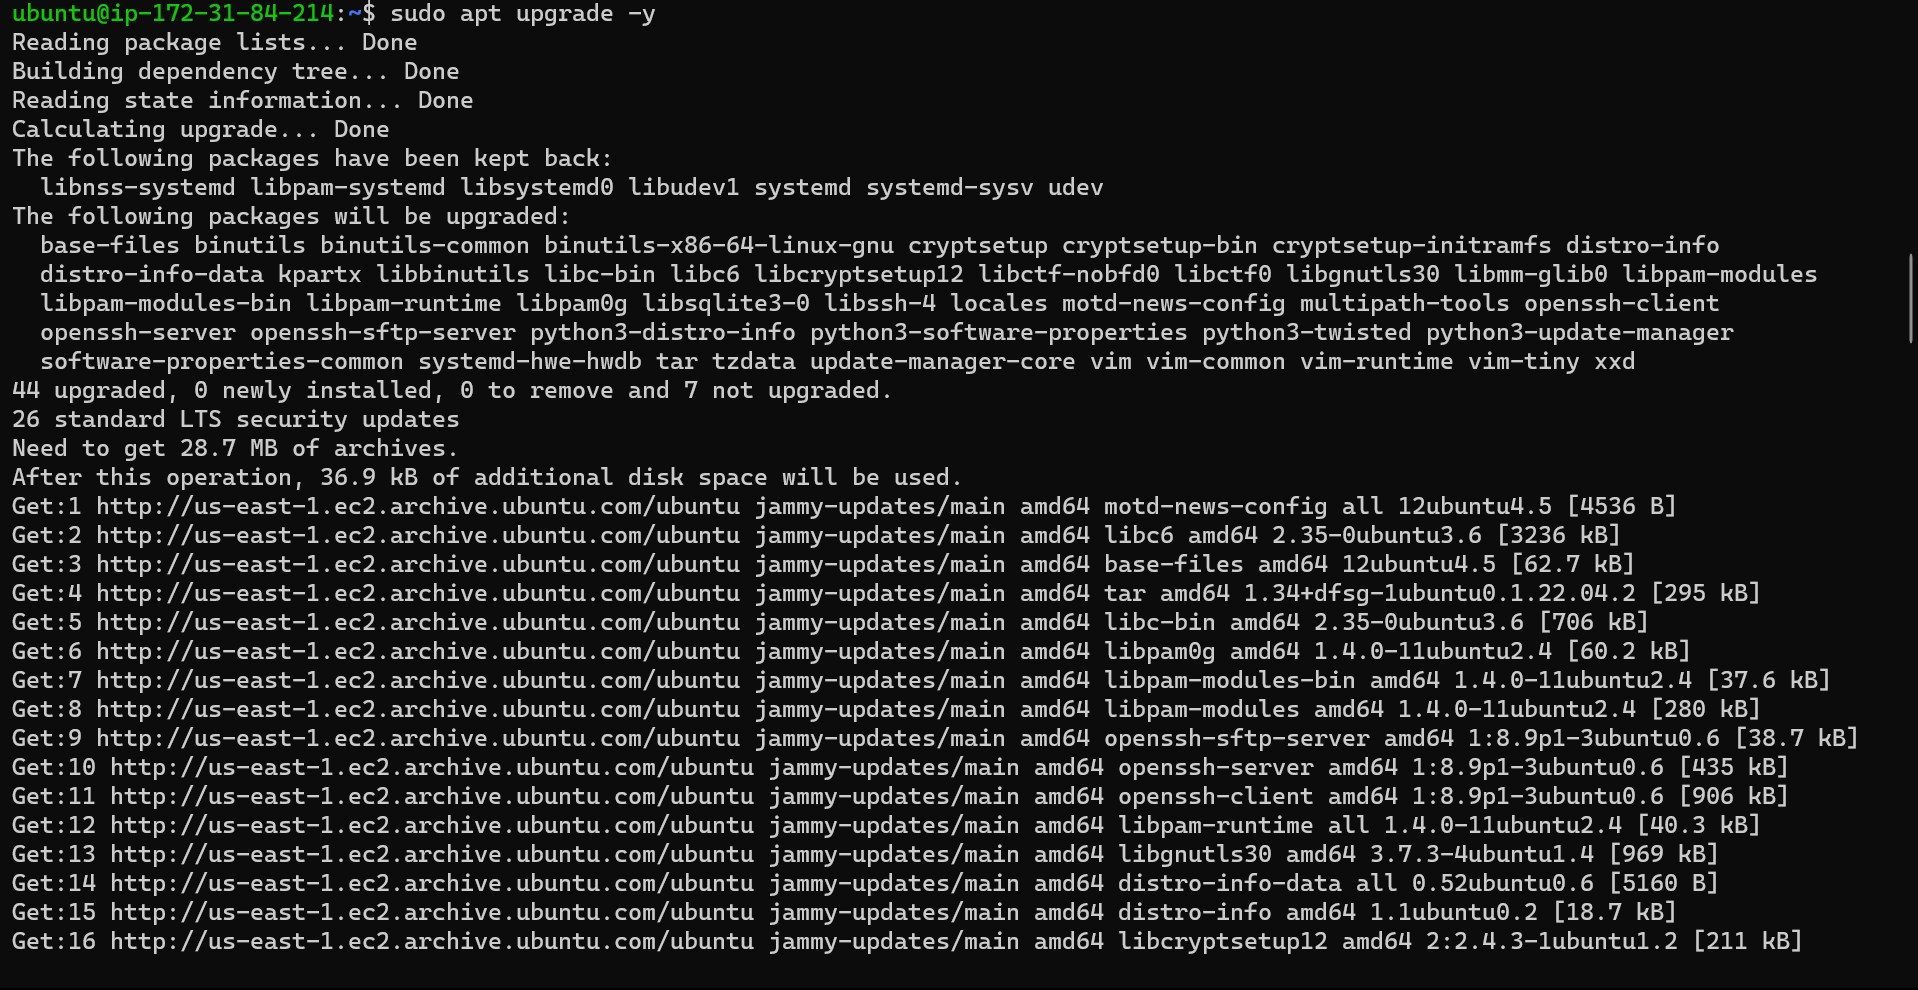 ubuntu@ip-172-31-84-214:~$ sudo apt upgrade -y
Reading package lists... Done
Building dependency tree... Done
Reading state information... Done
Calculating upgrade... Done
The following packages have been kept back:
  libnss-systemd libpam-systemd libsystemd0 libudev1 systemd systemd-sysv udev
The following packages will be upgraded:
  base-files binutils binutils-common binutils-x86-64-linux-gnu cryptsetup cryptsetup-bin cryptsetup-initramfs distro-info
  distro-info-data kpartx libbinutils libc-bin libc6 libcryptsetup12 libctf-nobfd0 libctf0 libgnutls30 libmm-glib0 libpam-modules
  libpam-modules-bin libpam-runtime libpam0g libsqlite3-0 libssh-4 locales motd-news-config multipath-tools openssh-client
  openssh-server openssh-sftp-server python3-distro-info python3-software-properties python3-twisted python3-update-manager
  software-properties-common systemd-hwe-hwdb tar tzdata update-manager-core vim vim-common vim-runtime vim-tiny xxd
44 upgraded, 0 newly installed, 0 to remove and 7 not upgraded.
26 standard LTS security updates
Need to get 28.7 MB of archives.
After this operation, 36.9 kB of additional disk space will be used.
Get:1 http://us-east-1.ec2.archive.ubuntu.com/ubuntu jammy-updates/main amd64 motd-news-config all 12ubuntu4.5 [4536 B]
Get:2 http://us-east-1.ec2.archive.ubuntu.com/ubuntu jammy-updates/main amd64 libc6 amd64 2.35-0ubuntu3.6 [3236 kB]
Get:3 http://us-east-1.ec2.archive.ubuntu.com/ubuntu jammy-updates/main amd64 base-files amd64 12ubuntu4.5 [62.7 kB]
Get:4 http://us-east-1.ec2.archive.ubuntu.com/ubuntu jammy-updates/main amd64 tar amd64 1.34+dfsg-1ubuntu0.1.22.04.2 [295 kB]
Get:5 http://us-east-1.ec2.archive.ubuntu.com/ubuntu jammy-updates/main amd64 libc-bin amd64 2.35-0ubuntu3.6 [706 kB]
Get:6 http://us-east-1.ec2.archive.ubuntu.com/ubuntu jammy-updates/main amd64 libpam0g amd64 1.4.0-11ubuntu2.4 [60.2 kB]
Get:7 http://us-east-1.ec2.archive.ubuntu.com/ubuntu jammy-updates/main amd64 libpam-modules-bin amd64 1.4.0-11ubuntu2.4 [37.6 kB]
Get:8 http://us-east-1.ec2.archive.ubuntu.com/ubuntu jammy-updates/main amd64 libpam-modules amd64 1.4.0-11ubuntu2.4 [280 kB]
Get:9 http://us-east-1.ec2.archive.ubuntu.com/ubuntu jammy-updates/main amd64 openssh-sftp-server amd64 1:8.9p1-3ubuntu0.6 [38.7 kB]
Get:10 http://us-east-1.ec2.archive.ubuntu.com/ubuntu jammy-updates/main amd64 openssh-server amd64 1:8.9p1-3ubuntu0.6 [435 kB]
Get:11 http://us-east-1.ec2.archive.ubuntu.com/ubuntu jammy-updates/main amd64 openssh-client amd64 1:8.9p1-3ubuntu0.6 [906 kB]
Get:12 http://us-east-1.ec2.archive.ubuntu.com/ubuntu jammy-updates/main amd64 libpam-runtime all 1.4.0-11ubuntu2.4 [40.3 kB]
Get:13 http://us-east-1.ec2.archive.ubuntu.com/ubuntu jammy-updates/main amd64 libgnutls30 amd64 3.7.3-4ubuntu1.4 [969 kB]
Get:14 http://us-east-1.ec2.archive.ubuntu.com/ubuntu jammy-updates/main amd64 distro-info-data all 0.52ubuntu0.6 [5160 B]
Get:15 http://us-east-1.ec2.archive.ubuntu.com/ubuntu jammy-updates/main amd64 distro-info amd64 1.1ubuntu0.2 [18.7 kB]
Get:16 http://us-east-1.ec2.archive.ubuntu.com/ubuntu jammy-updates/main amd64 libcryptsetup12 amd64 2:2.4.3-1ubuntu1.2 [211 kB]